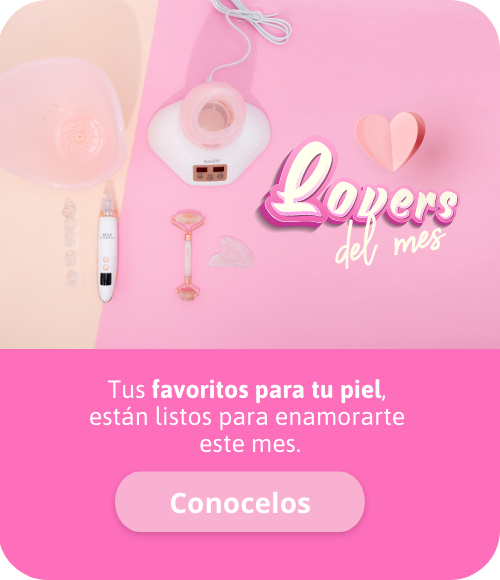 Lovers
del mes
Tus favoritos para tu piel,
están listos para enamorarte
este mes.
Conocelos